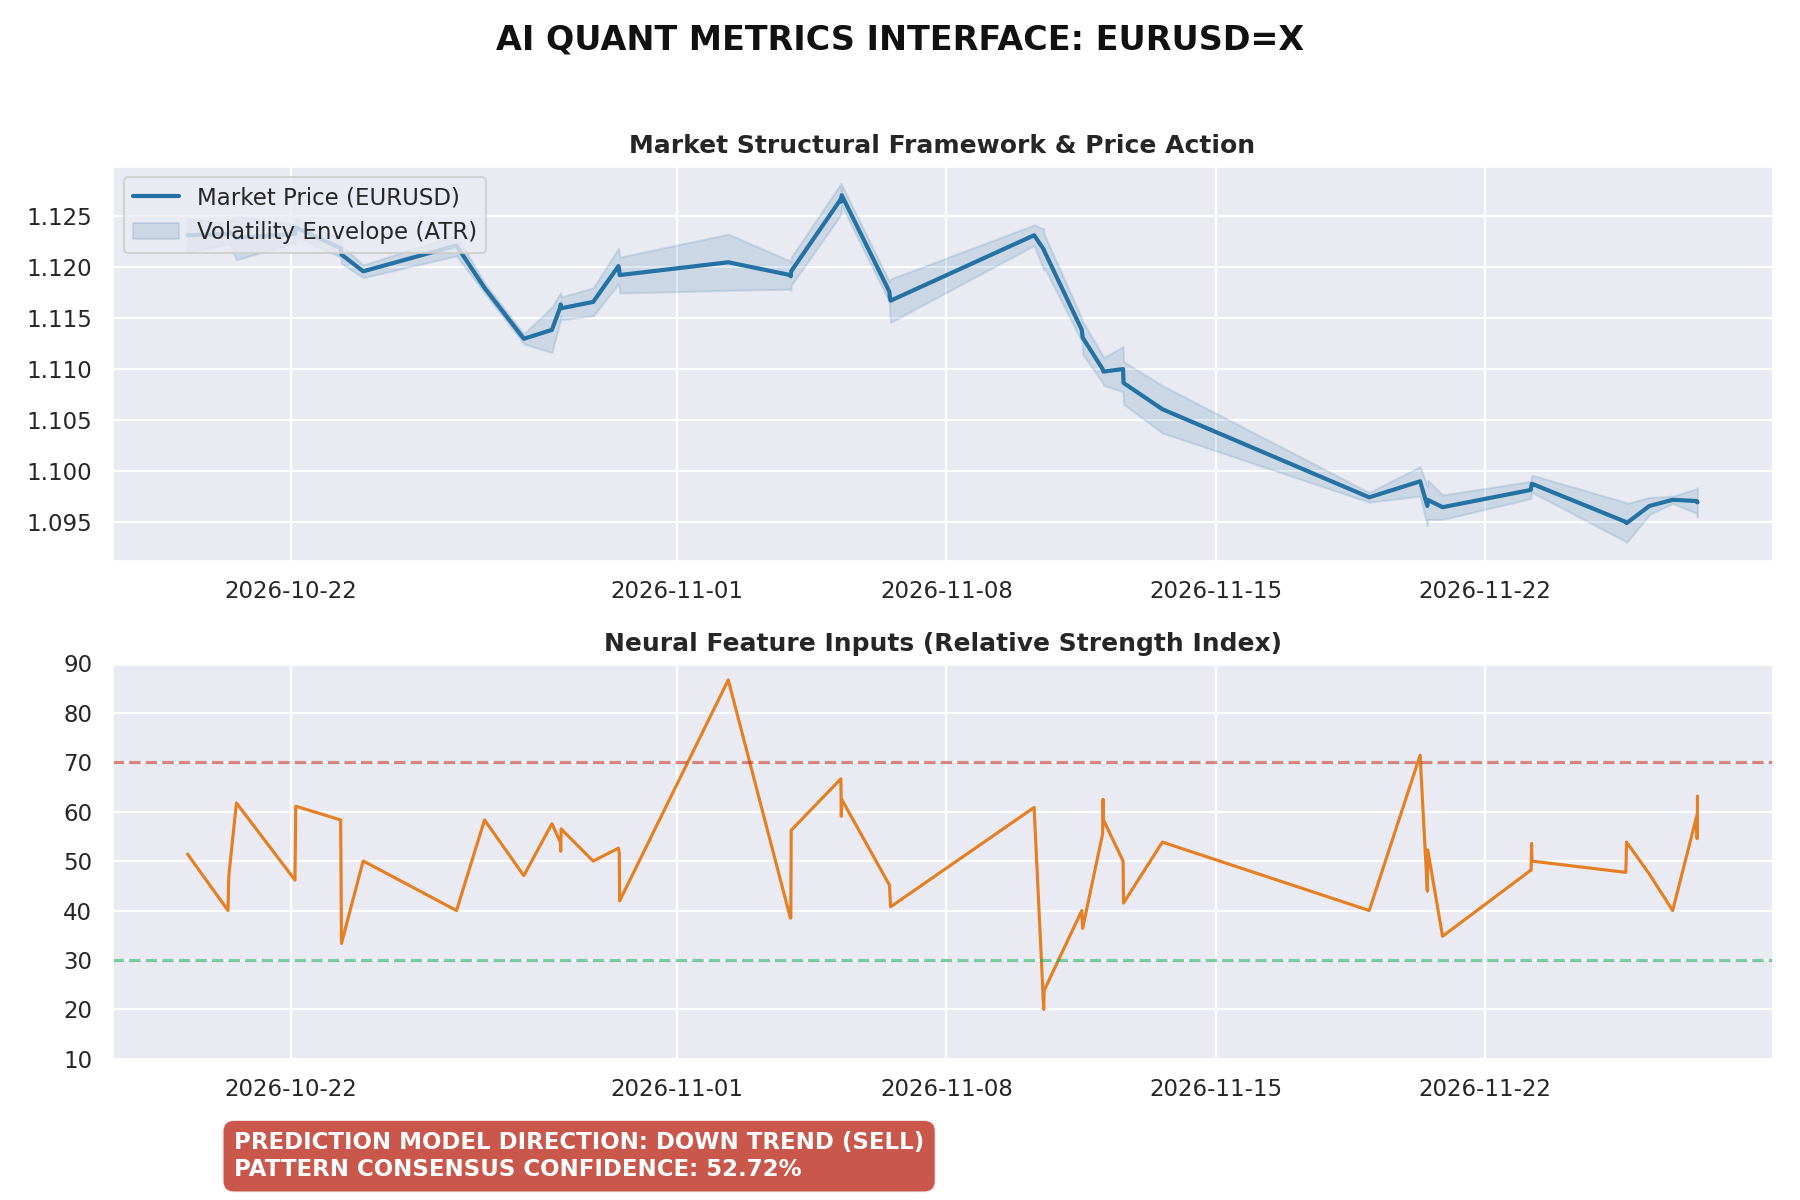 AI QUANT METRICS INTERFACE: EURUSD=X
Market Structural Framework & Price Action
Market Price (EURUSD)
Volatility Envelope (ATR)
1.125
1.120
1.115
1.110
1.105
1.100
1.095
2026-10-22 2026-11-01 2026-11-08 2026-11-15 2026-11-22
Neural Feature Inputs (Relative Strength Index)
90
80
70
60
50
40
30
20
10
2026-10-22 2026-11-01 2026-11-08 2026-11-15 2026-11-22
PREDICTION MODEL DIRECTION: DOWN TREND (SELL)
PATTERN CONSENSUS CONFIDENCE: 52.72%